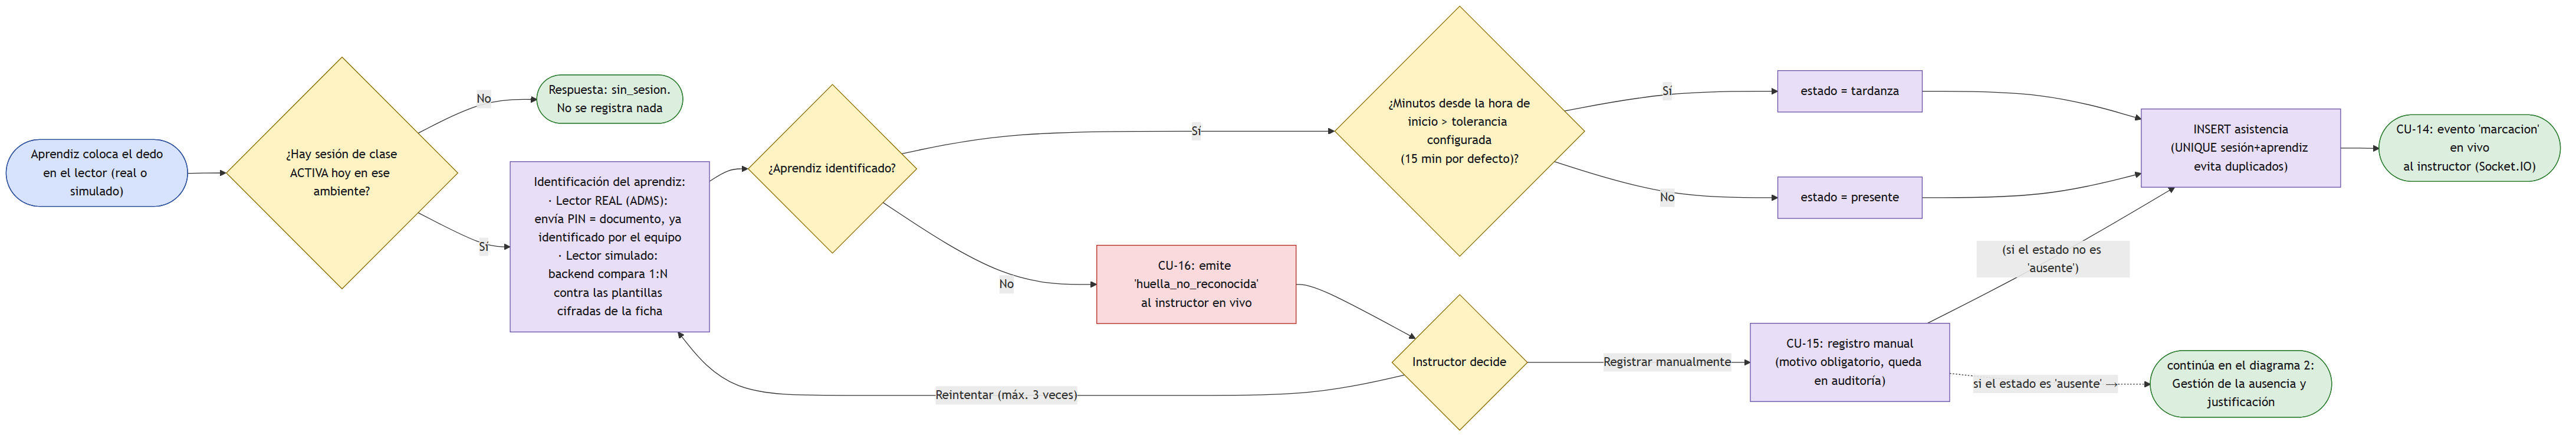 Aprendiz coloca el dedo
en el lector (real o
simulado)
¿Hay sesión de clase
ACTIVA hoy en ese
ambiente?
No
Respuesta: sin_sesion.
No se registra nada
Sí
Identificación del aprendiz:
· Lector REAL (ADMS):
envía PIN = documento, ya
identificado por el equipo
· Lector simulado:
backend compara 1:N
contra las plantillas
cifradas de la ficha
¿Aprendiz identificado?
Sí
No
CU-16: emite
'huella_no_reconocida'
al instructor en vivo
¿Minutos desde la hora de
inicio > tolerancia
configurada
(15 min por defecto)?
Sí
estado = tardanza
No
estado = presente
Instructor decide
Reintentar (máx. 3 veces)
Registrar manualmente
CU-15: registro manual
(motivo obligatorio, queda
en auditoría)
(si el estado no es
'ausente')
INSERT asistencia
(UNIQUE sesión+aprendiz
evita duplicados)
CU-14: evento 'marcacion'
en vivo
al instructor (Socket.IO)
si el estado es 'ausente' →
continúa en el diagrama 2:
Gestión de la ausencia y
justificación